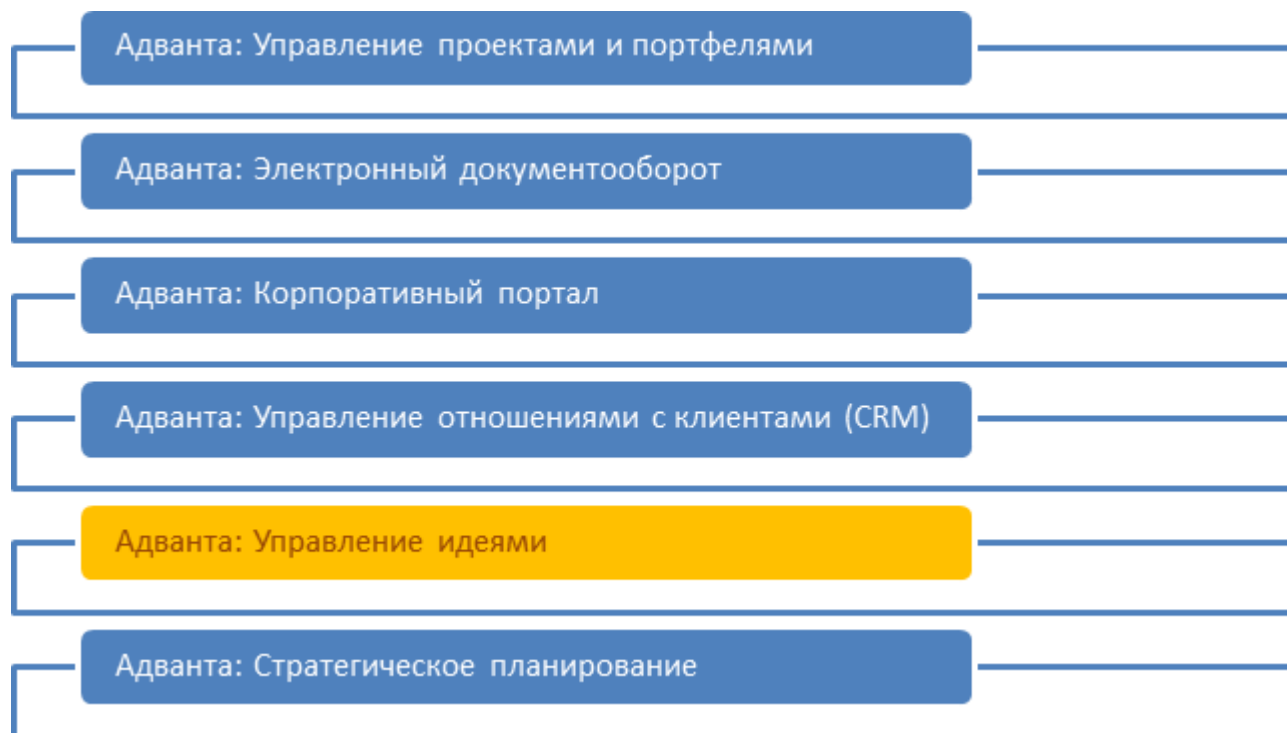 Адванта: Управление проектами и портфелями
Адванта: Электронный документооборот
Адванта: Корпоративный портал
Адванта: Управление отношениями с клиентами (CRM)
Адванта: Управление идеями
Адванта: Стратегическое планирование